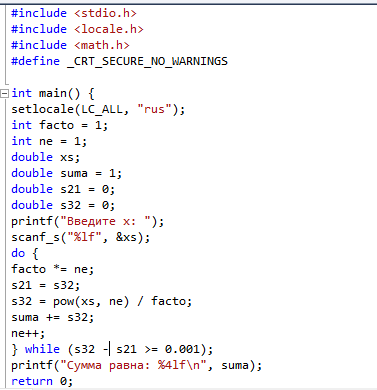 #include <stdio.h>
#include <locale.h>
#include <math.h>
#define _CRT_SECURE_NO_WARNINGS
int main() {
setlocale(LC_ALL, "rus");
int facto = 1;
int ne = 1;
double xs;
double suma = 1;
double s21 = 0;
double s32 = 0;
printf("Введите x: ");
scanf_s("%lf", &xs);
do {
facto *= ne;
s21 = s32;
s32 = pow(xs, ne) / facto;
suma += s32;
ne++;
} while (s32 - s21 >= 0.001);
printf("Сумма равна: %4lf\n", suma);
return 0;